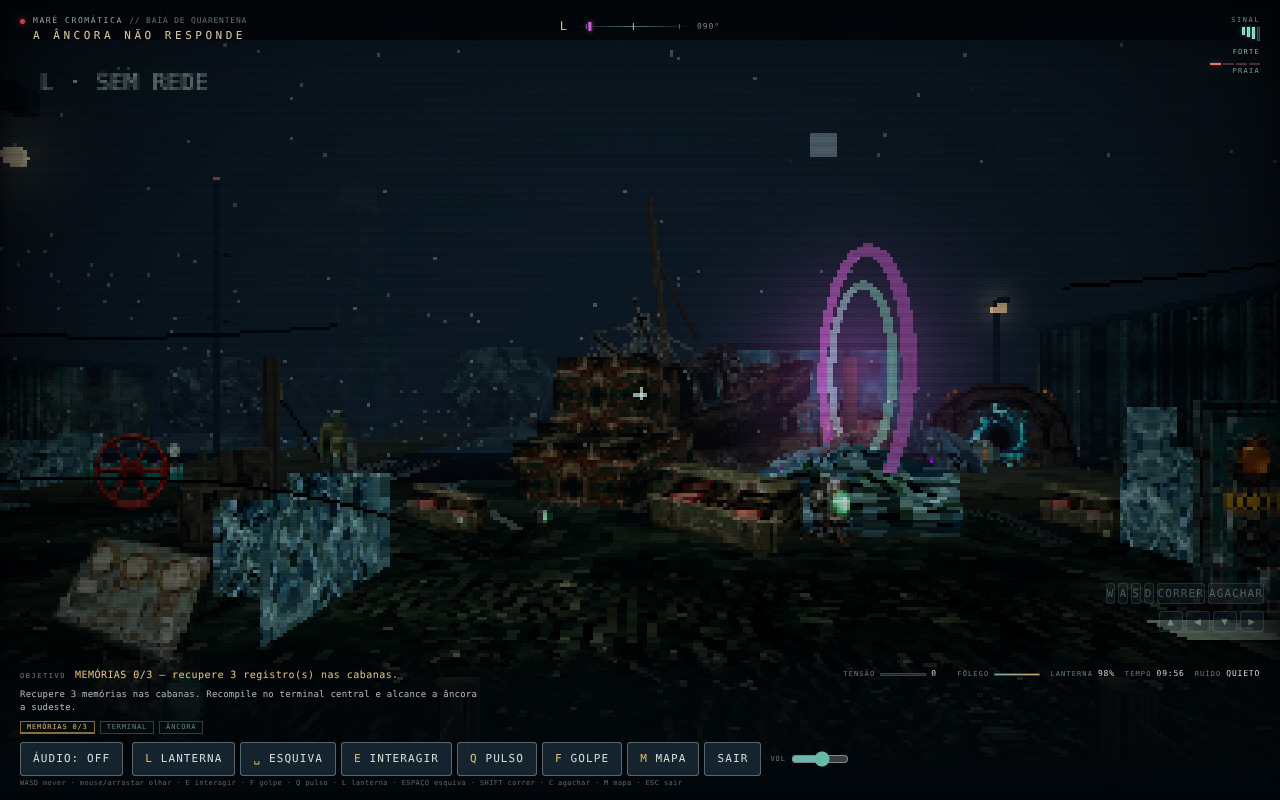 MARÉ CROMÁTICA // BAÍA DE QUARENTENA
A ÂNCORA NÃO RESPONDE
L 090°
SINAL
FORTE
PRAIA
L · SEM REDE
W A S D CORRER AGACHAR
▲ ◄ ▼ ►
OBJETIVO MEMÓRIAS 0/3 — recupere 3 registro(s) nas cabanas.
TENSÃO 0 FÔLEGO LANTERNA 98% TEMPO 09:56 RUÍDO QUIETO
Recupere 3 memórias nas cabanas. Recompile no terminal central e alcance a âncora
a sudeste.
MEMÓRIAS 0/3 TERMINAL ÂNCORA
ÁUDIO: OFF L LANTERNA ␣ ESQUIVA E INTERAGIR Q PULSO F GOLPE M MAPA SAIR VOL
WASD mover · mouse/arrastar olhar · E interagir · F golpe · Q pulso · L lanterna · ESPAÇO esquiva · SHIFT correr · C agachar · M mapa · ESC sair